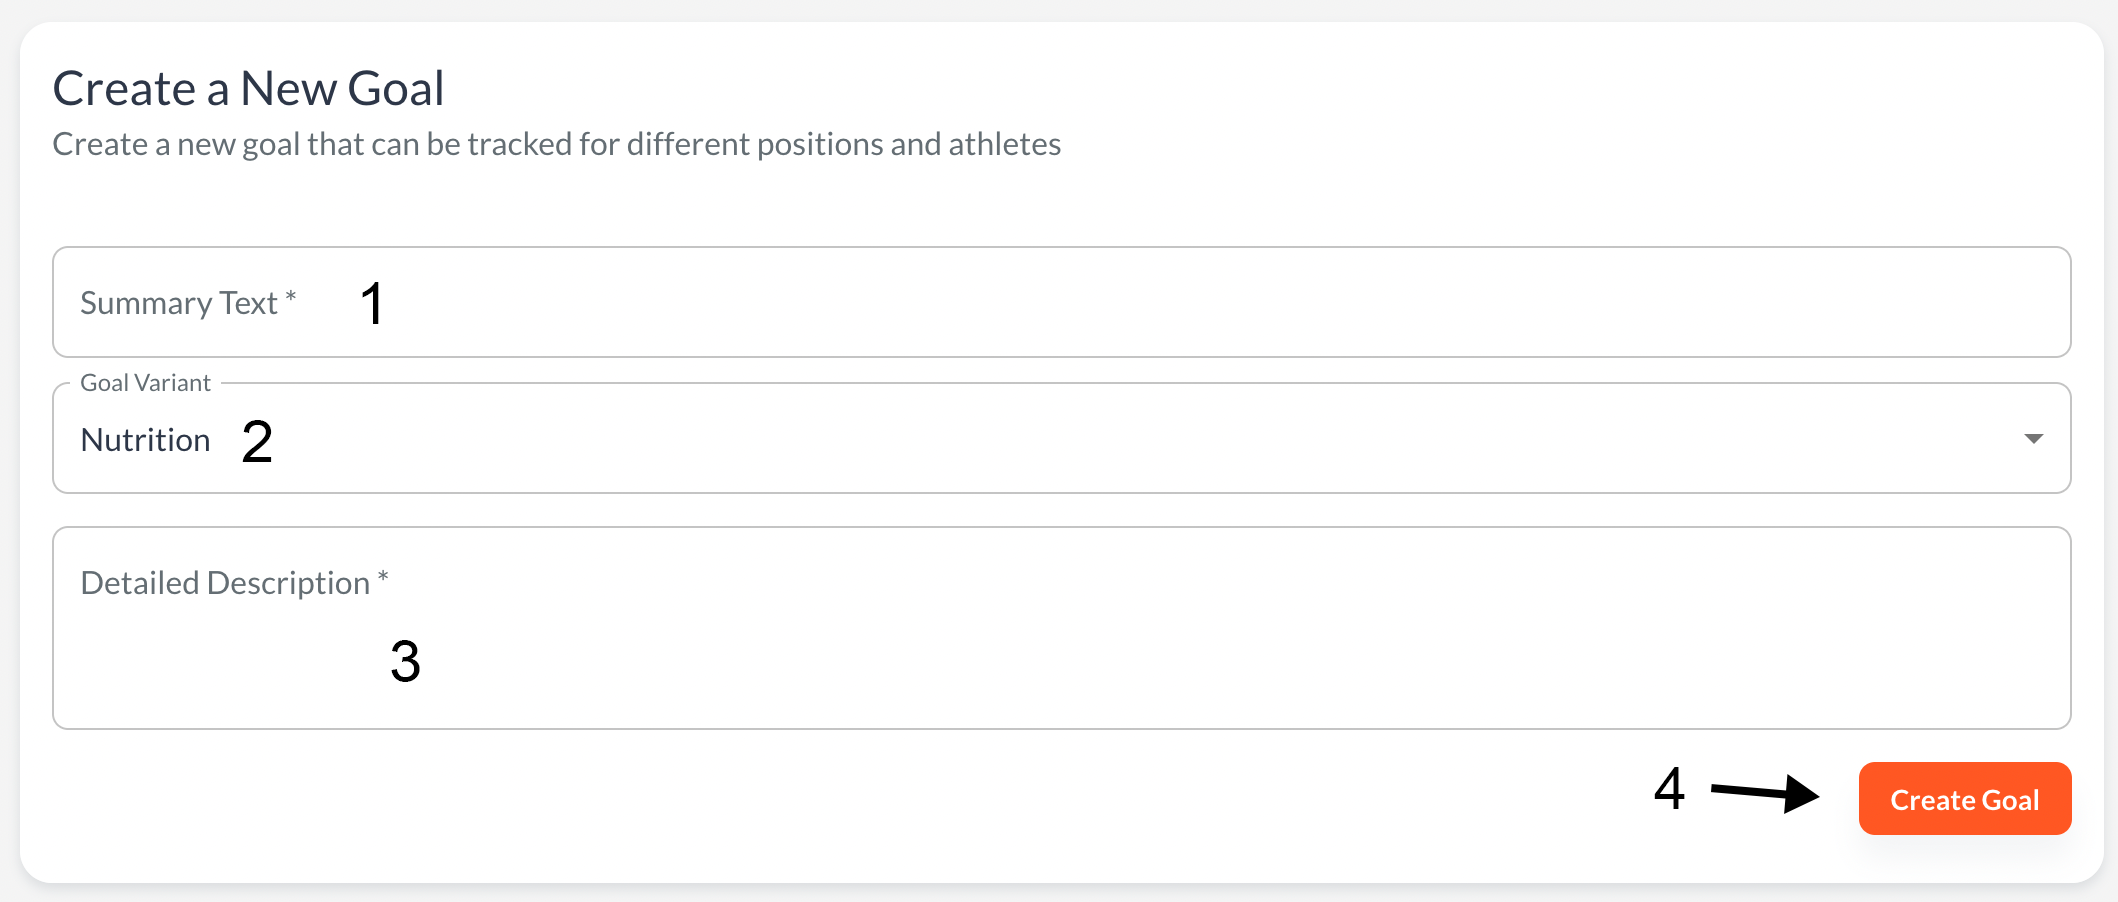 Create a New Goal
Create a new goal that can be tracked for different positions and athletes
Summary Text * 1
Goal Variant
Nutrition 2
Detailed Description *
3
4
Create Goal